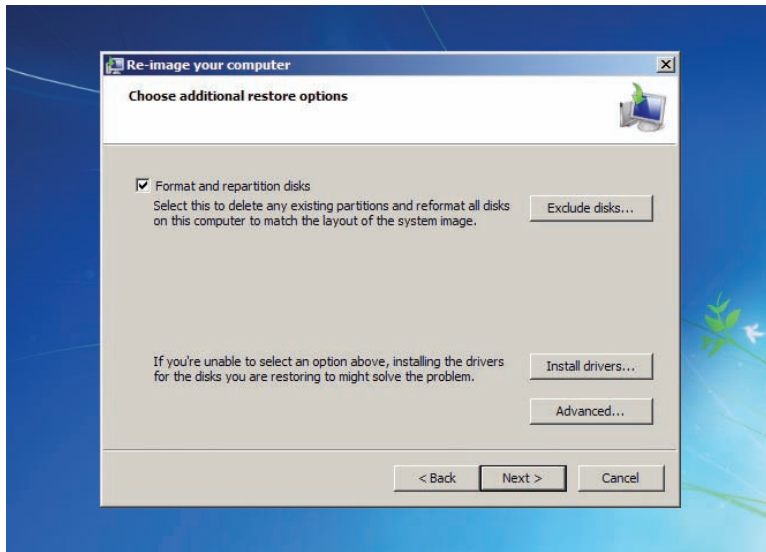 Re-image your computer
Choose additional restore options
Format and repartition disks
Select this to delete any existing partitions and reformat all disks
on this computer to match the layout of the system image.
Exclude disks...
If you're unable to select an option above, installing the drivers
for the disks you are restoring to might solve the problem.
Install drivers...
Advanced...
< Back
Next >
Cancel